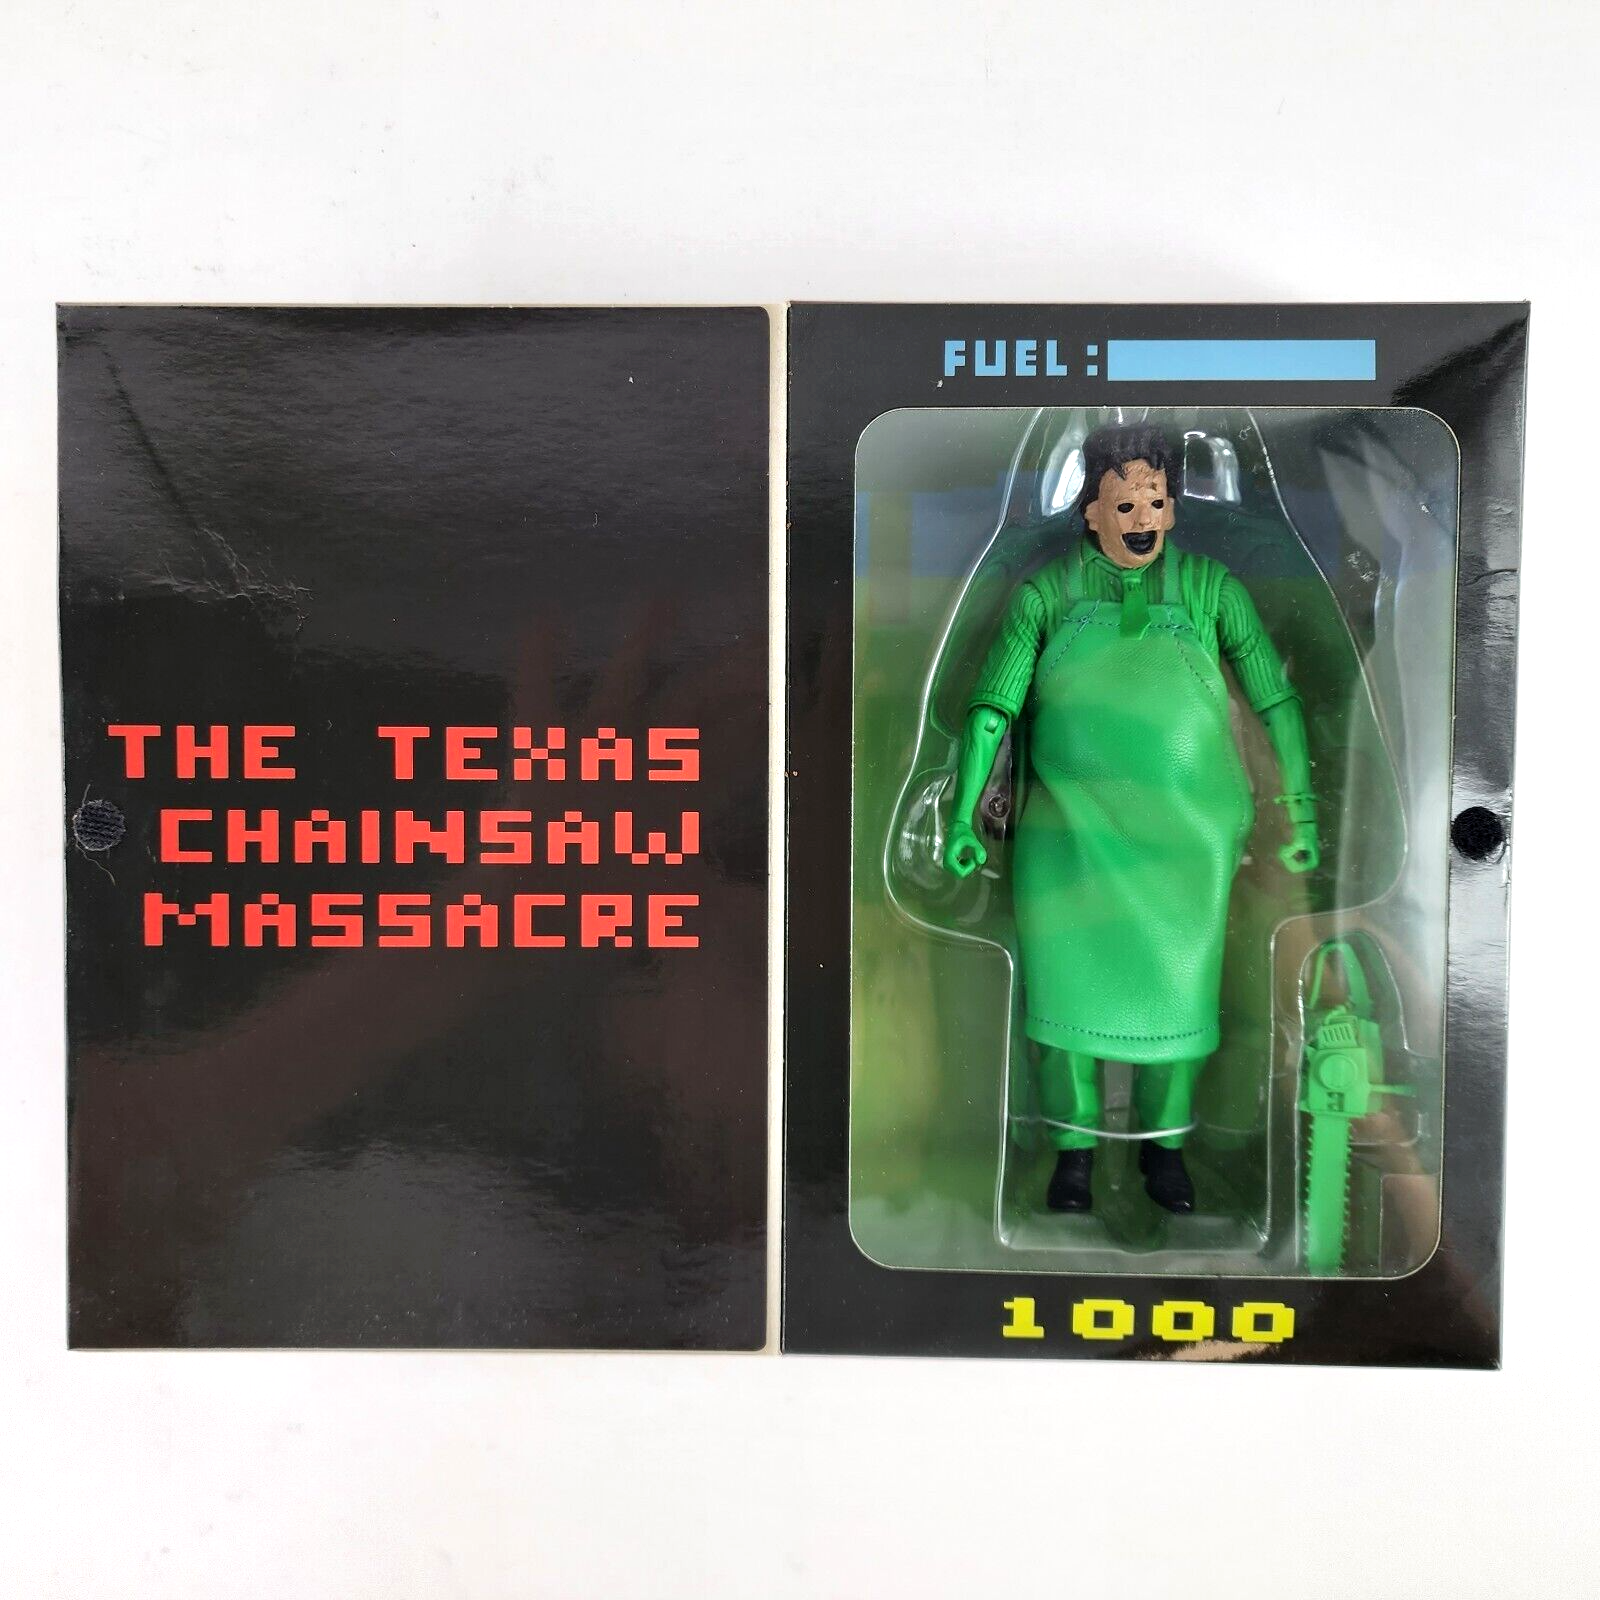 THE TEXAS
CHAINSAW
MASSACRE
FUEL:
1000